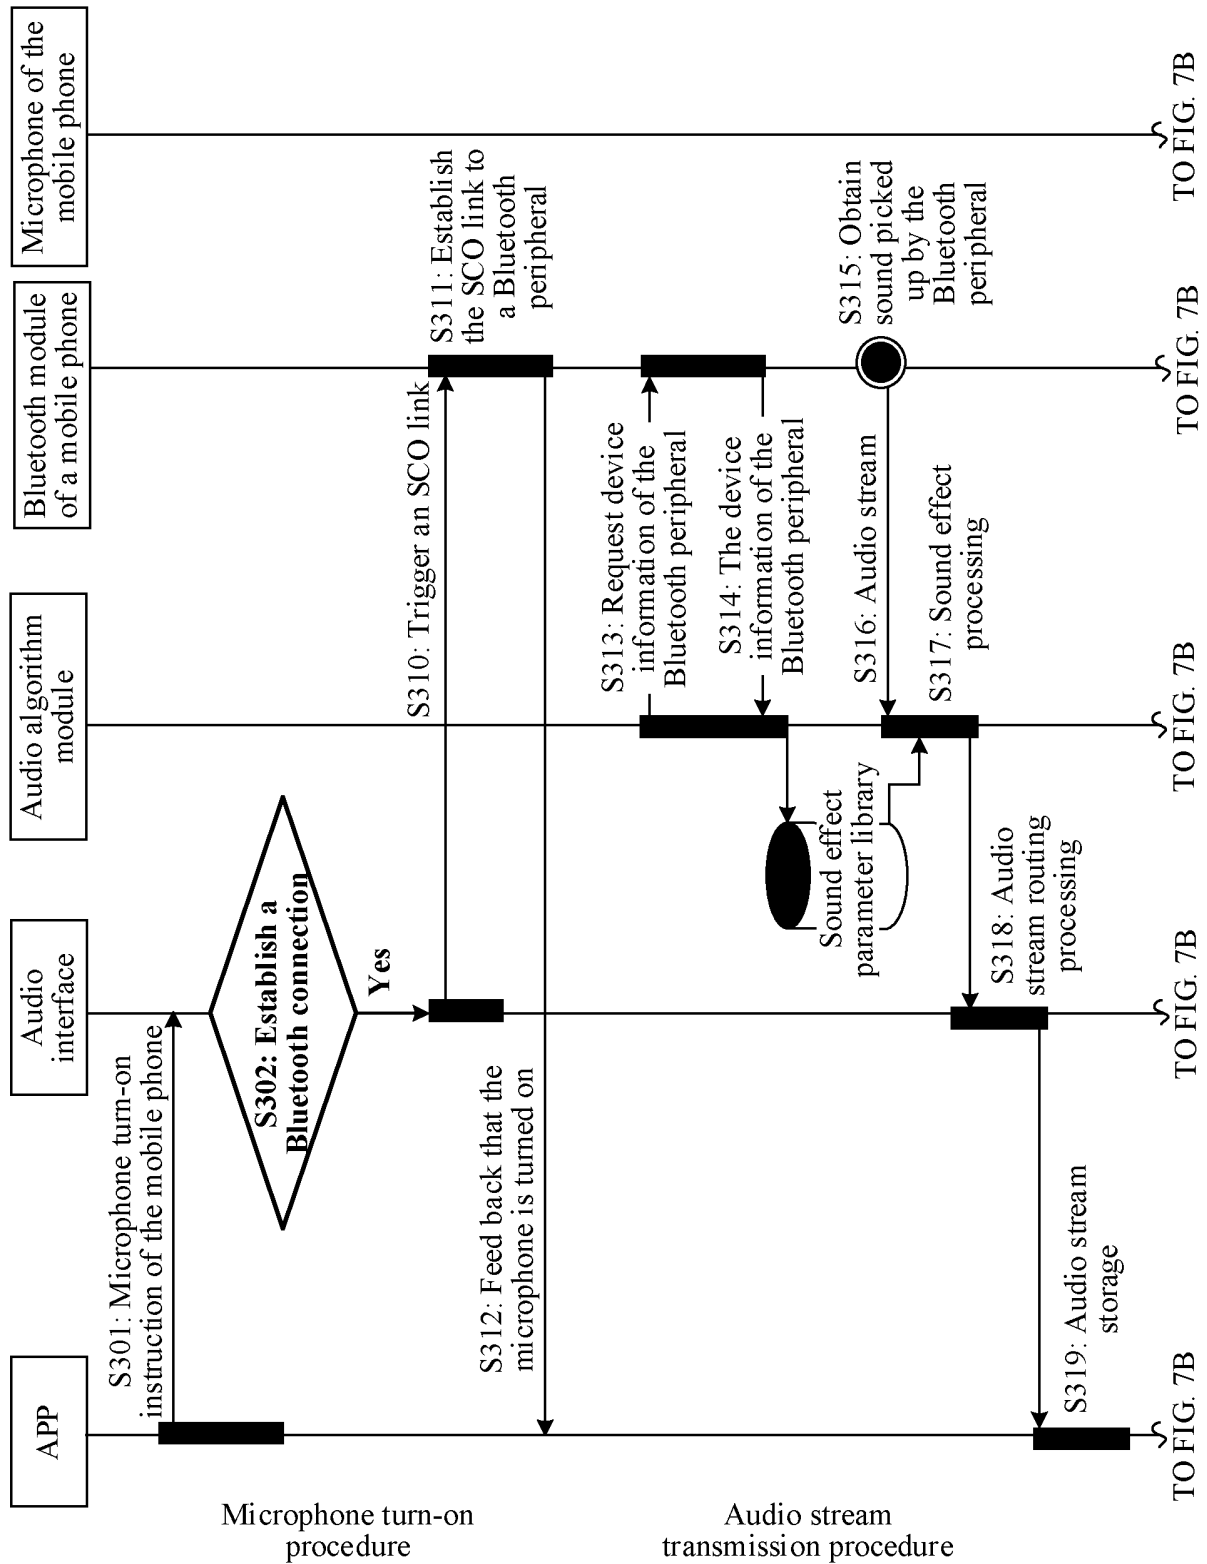 APP
Audio
interface
Audio algorithm
module
Bluetooth module
of a mobile phone
Microphone of the
mobile phone
Microphone turn-on
procedure
S301: Microphone turn-on
instruction of the mobile phone
S302: Establish a
Bluetooth connection
Yes
S310: Trigger an SCO link
S311: Establish
the SCO link to
a Bluetooth
peripheral
S312: Feed back that the
microphone is turned on
Audio stream
transmission procedure
S313: Request device
information of the
Bluetooth peripheral
S314: The device
information of the
Bluetooth peripheral
Sound effect
parameter library
S315: Obtain
sound picked
up by the
Bluetooth
peripheral
S316: Audio stream
S317: Sound effect
processing
S318: Audio
stream routing
processing
S319: Audio stream
storage
TO FIG. 7B
TO FIG. 7B
TO FIG. 7B
TO FIG. 7B
TO FIG. 7B